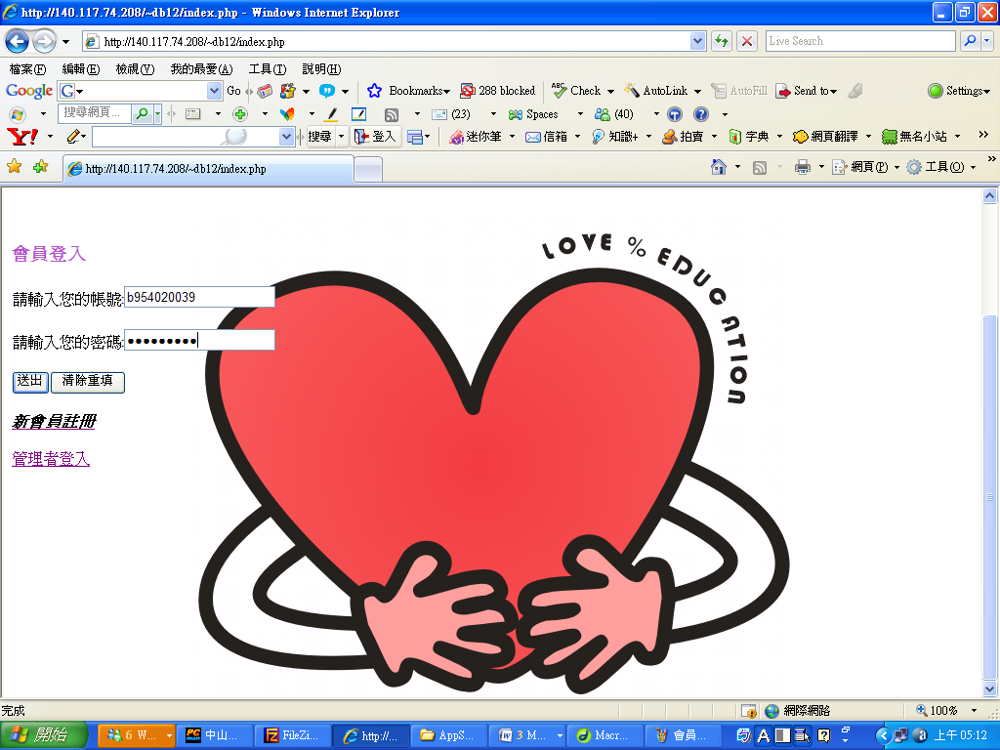 http://140.117.74.208/~db12/index.php - Windows Internet Explorer
http://140.117.74.208/~db12/index.php
Live Search
檔案(F) 編輯(E) 檢視(V) 我的最愛(A) 工具(T) 說明(H)
Google G Go Bookmarks 288 blocked Check AutoLink AutoFill Send to Settings
搜尋網頁... (23) Spaces (40)
Y! 搜尋 登入 迷你筆 信箱 知識+ 拍賣 字典 網頁翻譯 無名小站 »
http://140.117.74.208/~db12/index.php 網頁(P) 工具(O) »
LOVE % EDUCATION
會員登入
請輸入您的帳號:b954020039
請輸入您的密碼:•••••••••
送出 清除重填
新會員註冊
管理者登入
完成 網際網路 100%
開始 6 W... 中山... FileZi... http://... AppS... 3 M... Macr... 會員... A 上午 05:12